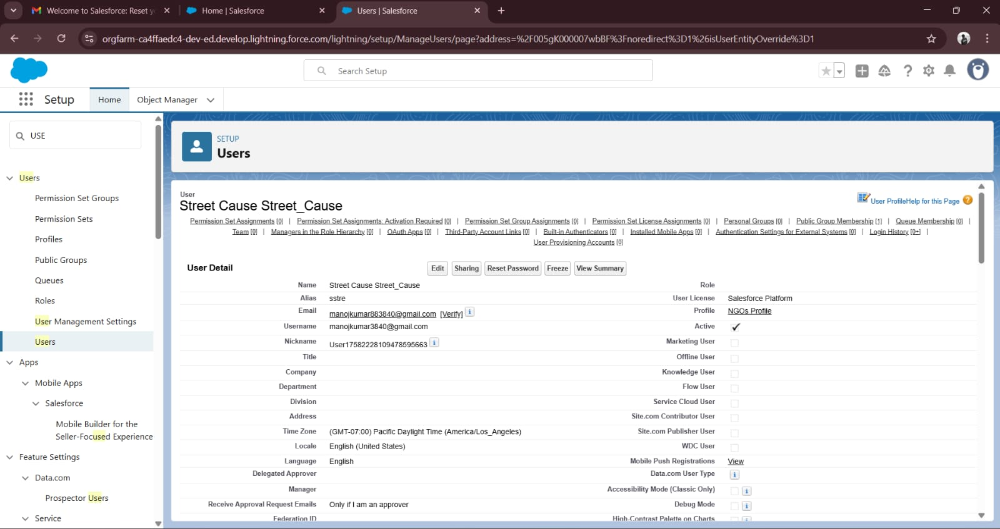 Welcome to Salesforce: Reset yo
Home | Salesforce
Users | Salesforce
orgfarm-ca4ffaedc4-dev-ed.develop.lightning.force.com/lightning/setup/ManageUsers/page?address=%2F005gK000007wbBF%3Fnoredirect%3D1%26isUserEntityOverride%3D1
Search Setup
Setup
Home
Object Manager
USE
Users
Permission Set Groups
Permission Sets
Profiles
Public Groups
Queues
Roles
User Management Settings
Users
Apps
Mobile Apps
Salesforce
Mobile Builder for the
Seller-Focused Experience
Feature Settings
Data.com
Prospector Users
Service
SETUP
Users
User
Street Cause Street_Cause
User Profile Help for this Page
Permission Set Assignments [0] | Permission Set Assignments: Activation Required [0] | Permission Set Group Assignments [0] | Permission Set License Assignments [0] | Personal Groups [0] | Public Group Membership [1] | Queue Membership [0] |
Team [0] | Managers in the Role Hierarchy [0] | OAuth Apps [0] | Third-Party Account Links [0] | Built-in Authenticators [0] | Installed Mobile Apps [0] | Authentication Settings for External Systems [0] | Login History [0+] |
User Provisioning Accounts [0]
User Detail
Edit Sharing Reset Password Freeze View Summary
Name Street Cause Street_Cause Role
Alias sstre User License Salesforce Platform
Email manojkumar883840@gmail.com [Verify] i Profile NGOs Profile
Username manojkumar3840@gmail.com Active ✓
Nickname User17582228109478595663 i Marketing User
Title Offline User
Company Knowledge User
Department Flow User
Division Service Cloud User
Address Site.com Contributor User
Time Zone (GMT-07:00) Pacific Daylight Time (America/Los_Angeles) Site.com Publisher User
Locale English (United States) WDC User
Language English Mobile Push Registrations View
Delegated Approver Data.com User Type i
Manager Accessibility Mode (Classic Only) i
Receive Approval Request Emails Only if I am an approver Debug Mode i
Federation ID High-Contrast Palette on Charts i